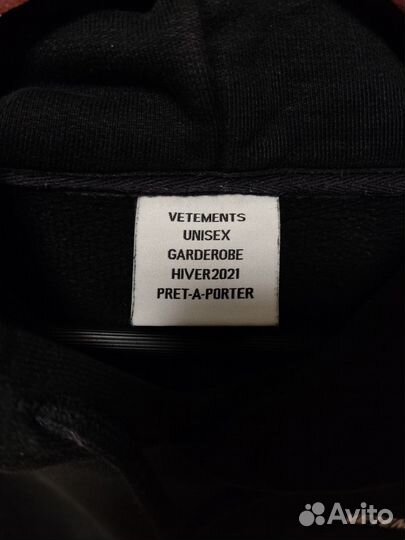 VETEMENTS
UNISEX
GARDEROBE
HIVER2021
PRET-A-PORTER
Avito